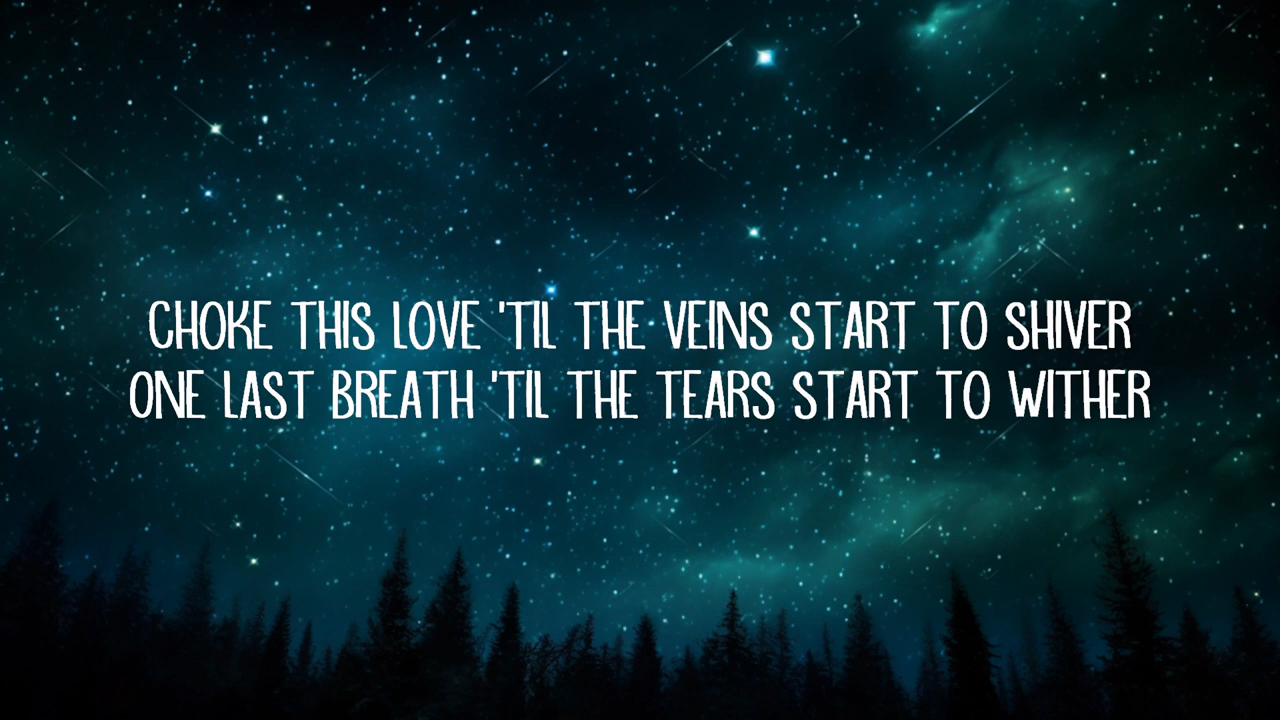 CHOKE THIS LOVE 'TIL THE VEINS START TO SHIVER
ONE LAST BREATH 'TIL THE TEARS START TO WITHER